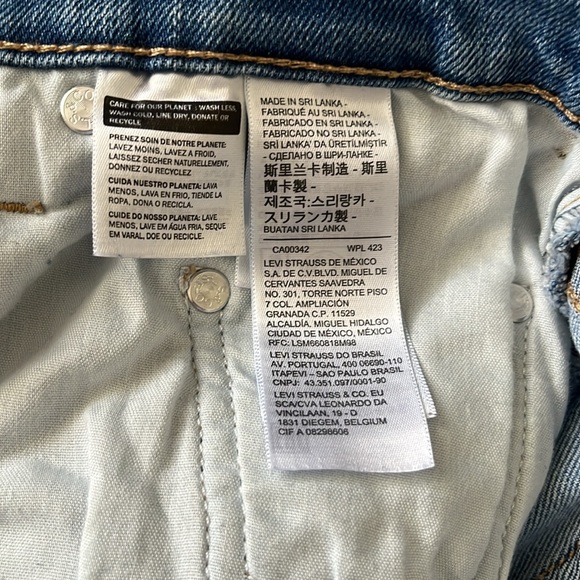 CARE FOR OUR PLANET: WASH LESS,
WASH COLD, LINE DRY, DONATE OR
RECYCLE
PRENEZ SOIN DE NOTRE PLANETE:
LAVEZ MOINS, LAVEZ A FROID,
LAISSEZ SECHER NATURELLEMENT,
DONNEZ OU RECYCLEZ
CUIDA NUESTRO PLANETA: LAVA
MENOS, LAVA EN FRIO, TIENDE LA
ROPA, DONA O RECICLA.
CUIDE DO NOSSO PLANETA: LAVE
MENOS, LAVE EM ÁGUA FRIA, SEQUE
EM VARAL, DOE OU RECICLE.
MADE IN SRI LANKA -
FABRIQUÉ AU SRI LANKA -
FABRICADO EN SRI LANKA -
FABRICADO NO SRI LANKA -
SRİ LANKA'DA ÜRETİLMİŞTİR
- СДЕЛАНО В ШРИ-ЛАНКЕ -
斯里兰卡制造 - 斯里
蘭卡製 -
제조국:스리랑카 -
スリランカ製 -
BUATAN SRI LANKA
CA00342 WPL 423
LEVI STRAUSS DE MÉXICO
S.A. DE C.V.BLVD. MIGUEL DE
CERVANTES SAAVEDRA
NO. 301, TORRE NORTE PISO
7 COL. AMPLIACIÓN
GRANADA C.P. 11529
ALCALDÍA. MIGUEL HIDALGO
CIUDAD DE MÉXICO, MÉXICO
RFC: LSM660818M98
LEVI STRAUSS DO BRASIL
AV. PORTUGAL, 400 06690-110
ITAPEVI – SAO PAULO BRASIL
CNPJ: 43.351.097/0001-90
LEVI STRAUSS & CO. EU
SCA/CVA LEONARDO DA
VINCILAAN, 19 - D
1831 DIEGEM, BELGIUM
CIF A 08298608